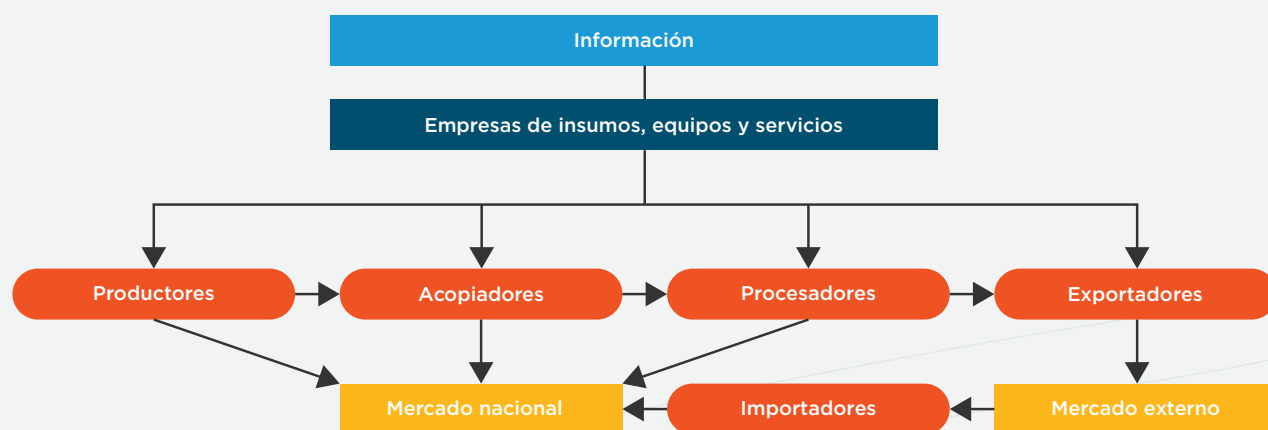 Información
Empresas de insumos, equipos y servicios
Productores
Acopiadores
Procesadores
Exportadores
Mercado nacional
Importadores
Mercado externo